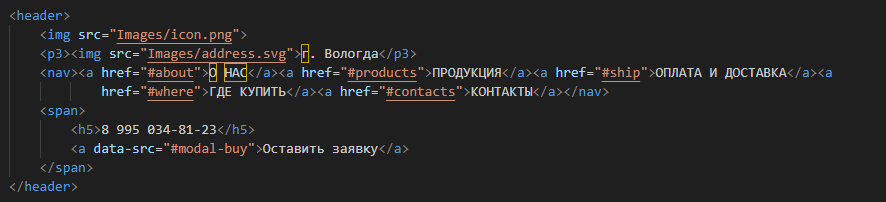 <header>
<img src="Images/icon.png">
<p3><img src="Images/address.svg">г. Вологда</p3>
<nav><a href="#about">О НАС</a><a href="#products">ПРОДУКЦИЯ</a><a href="#ship">ОПЛАТА И ДОСТАВКА</a><a
href="#where">ГДЕ КУПИТЬ</a><a href="#contacts">КОНТАКТЫ</a></nav>
<span>
<h5>8 995 034-81-23</h5>
<a data-src="#modal-buy">Оставить заявку</a>
</span>
</header>